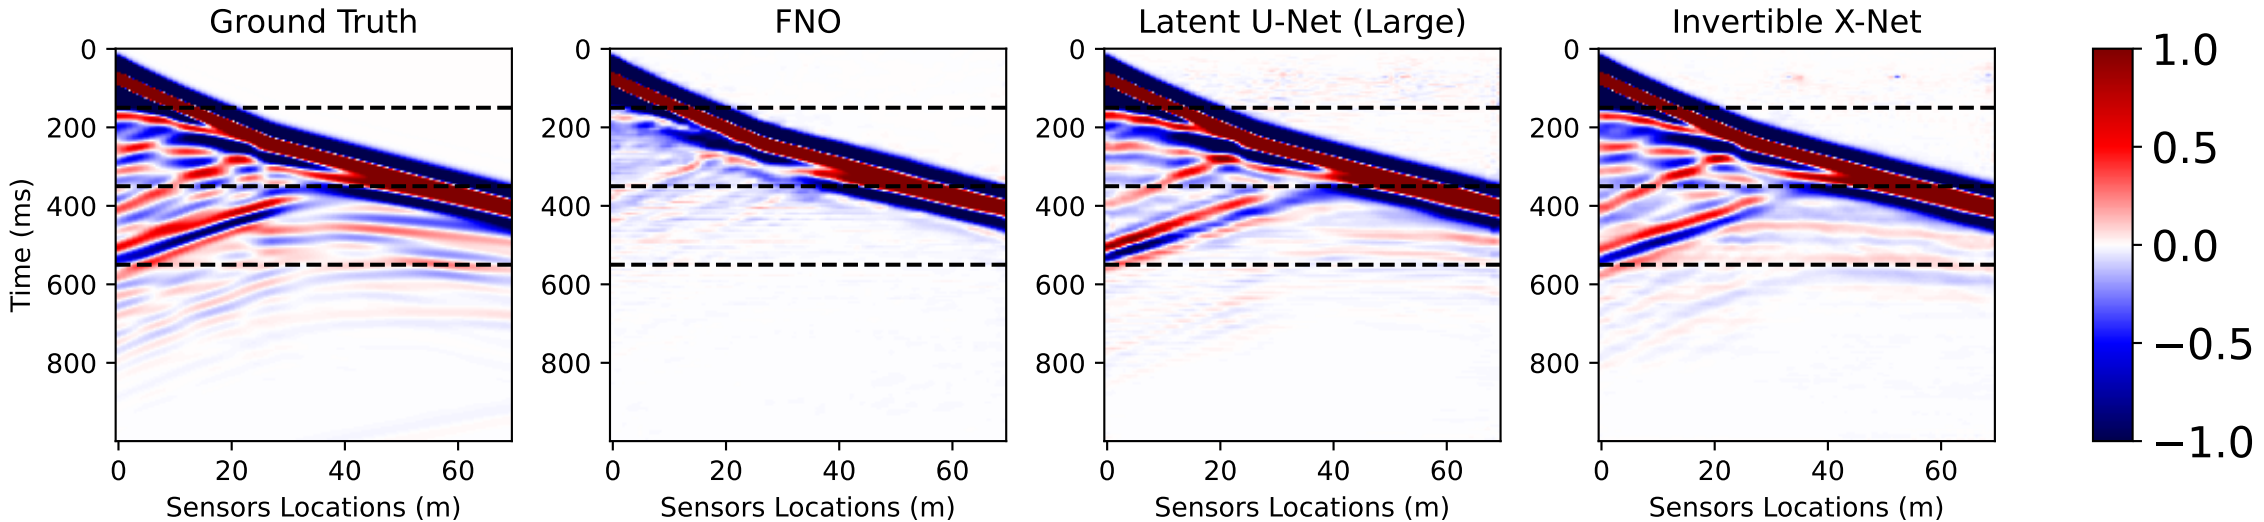 Ground Truth
FNO
Latent U-Net (Large)
Invertible X-Net
Time (ms)
0
200
400
600
800
0 20 40 60
Sensors Locations (m)
0
200
400
600
800
0 20 40 60
Sensors Locations (m)
0
200
400
600
800
0 20 40 60
Sensors Locations (m)
0
200
400
600
800
0 20 40 60
Sensors Locations (m)
1.0
0.5
0.0
−0.5
−1.0